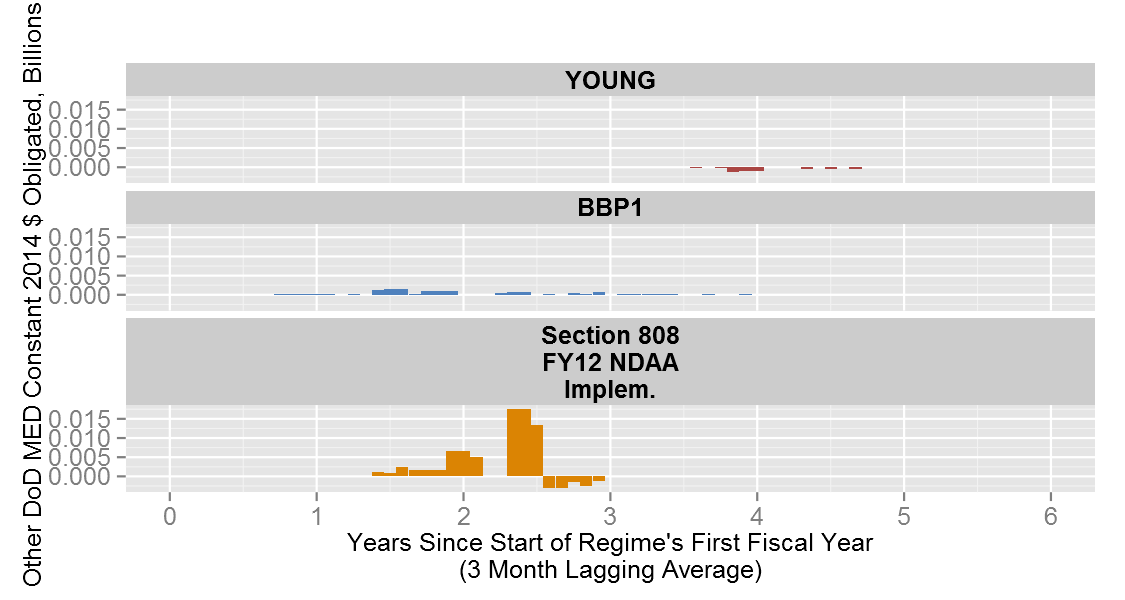 Other DoD MED Constant 2014 $ Obligated, Billions
YOUNG
0.015
0.010
0.005
0.000
BBP1
0.015
0.010
0.005
0.000
Section 808
FY12 NDAA
Implem.
0.015
0.010
0.005
0.000
0 1 2 3 4 5 6
Years Since Start of Regime's First Fiscal Year
(3 Month Lagging Average)